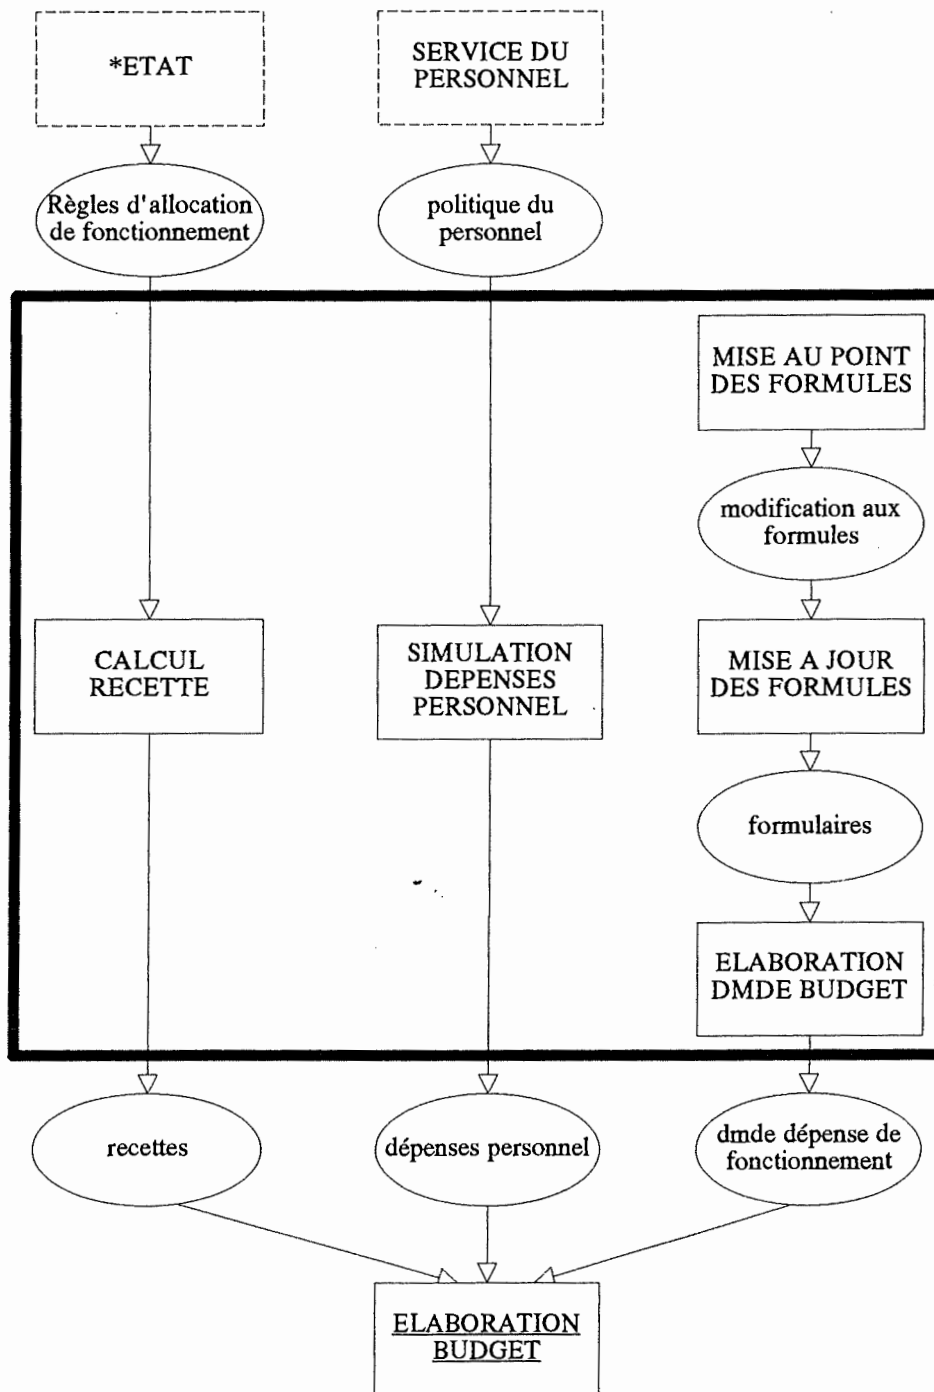 *ETAT
SERVICE DU
PERSONNEL
Règles d'allocation
de fonctionnement
politique du
personnel
MISE AU POINT
DES FORMULES
modification aux
formules
CALCUL
RECETTE
SIMULATION
DEPENSES
PERSONNEL
MISE A JOUR
DES FORMULES
formulaires
ELABORATION
DMDE BUDGET
recettes
dépenses personnel
dmde dépense de
fonctionnement
ELABORATION
BUDGET